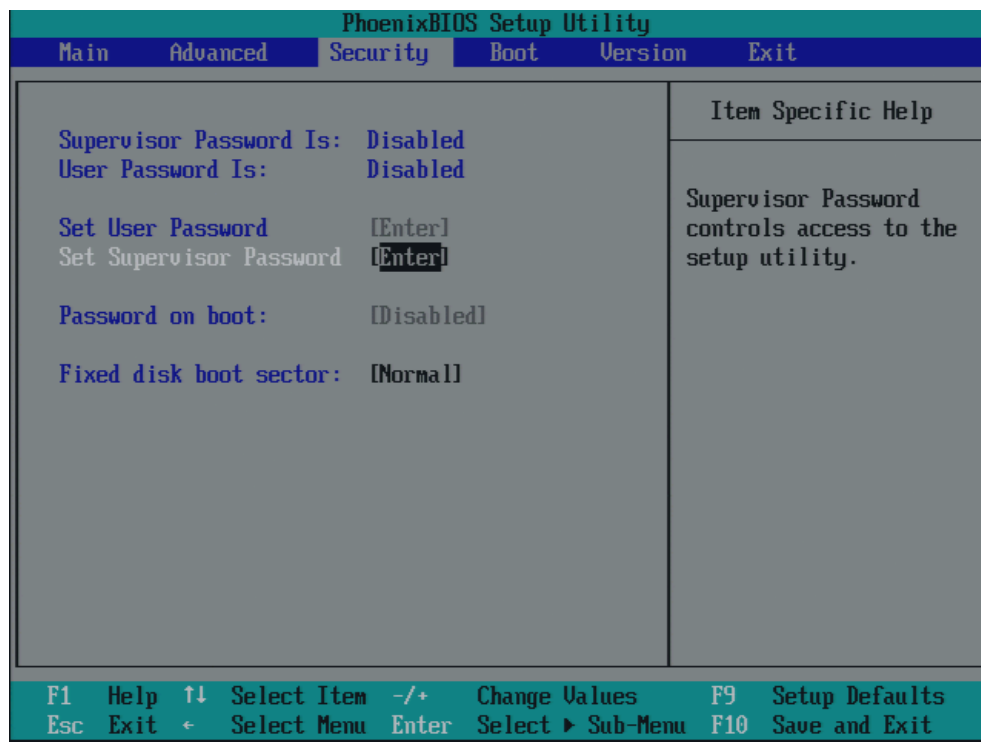 PhoenixBIOS Setup Utility
Main Advanced Security Boot Version Exit
Supervisor Password Is: Disabled
User Password Is: Disabled
Set User Password [Enter]
Set Supervisor Password [Enter]
Password on boot: [Disabled]
Fixed disk boot sector: [Normal]
Item Specific Help
Supervisor Password
controls access to the
setup utility.
F1 Help ↑↓ Select Item -/+ Change Values F9 Setup Defaults
Esc Exit ← Select Menu Enter Select ▶ Sub-Menu F10 Save and Exit